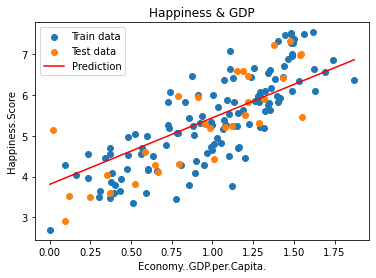 Happiness & GDP
Train data
Test data
Prediction
Happiness.Score
7
6
5
4
3
0.00
0.25
0.50
0.75
1.00
1.25
1.50
1.75
Economy..GDP.per.Capita.